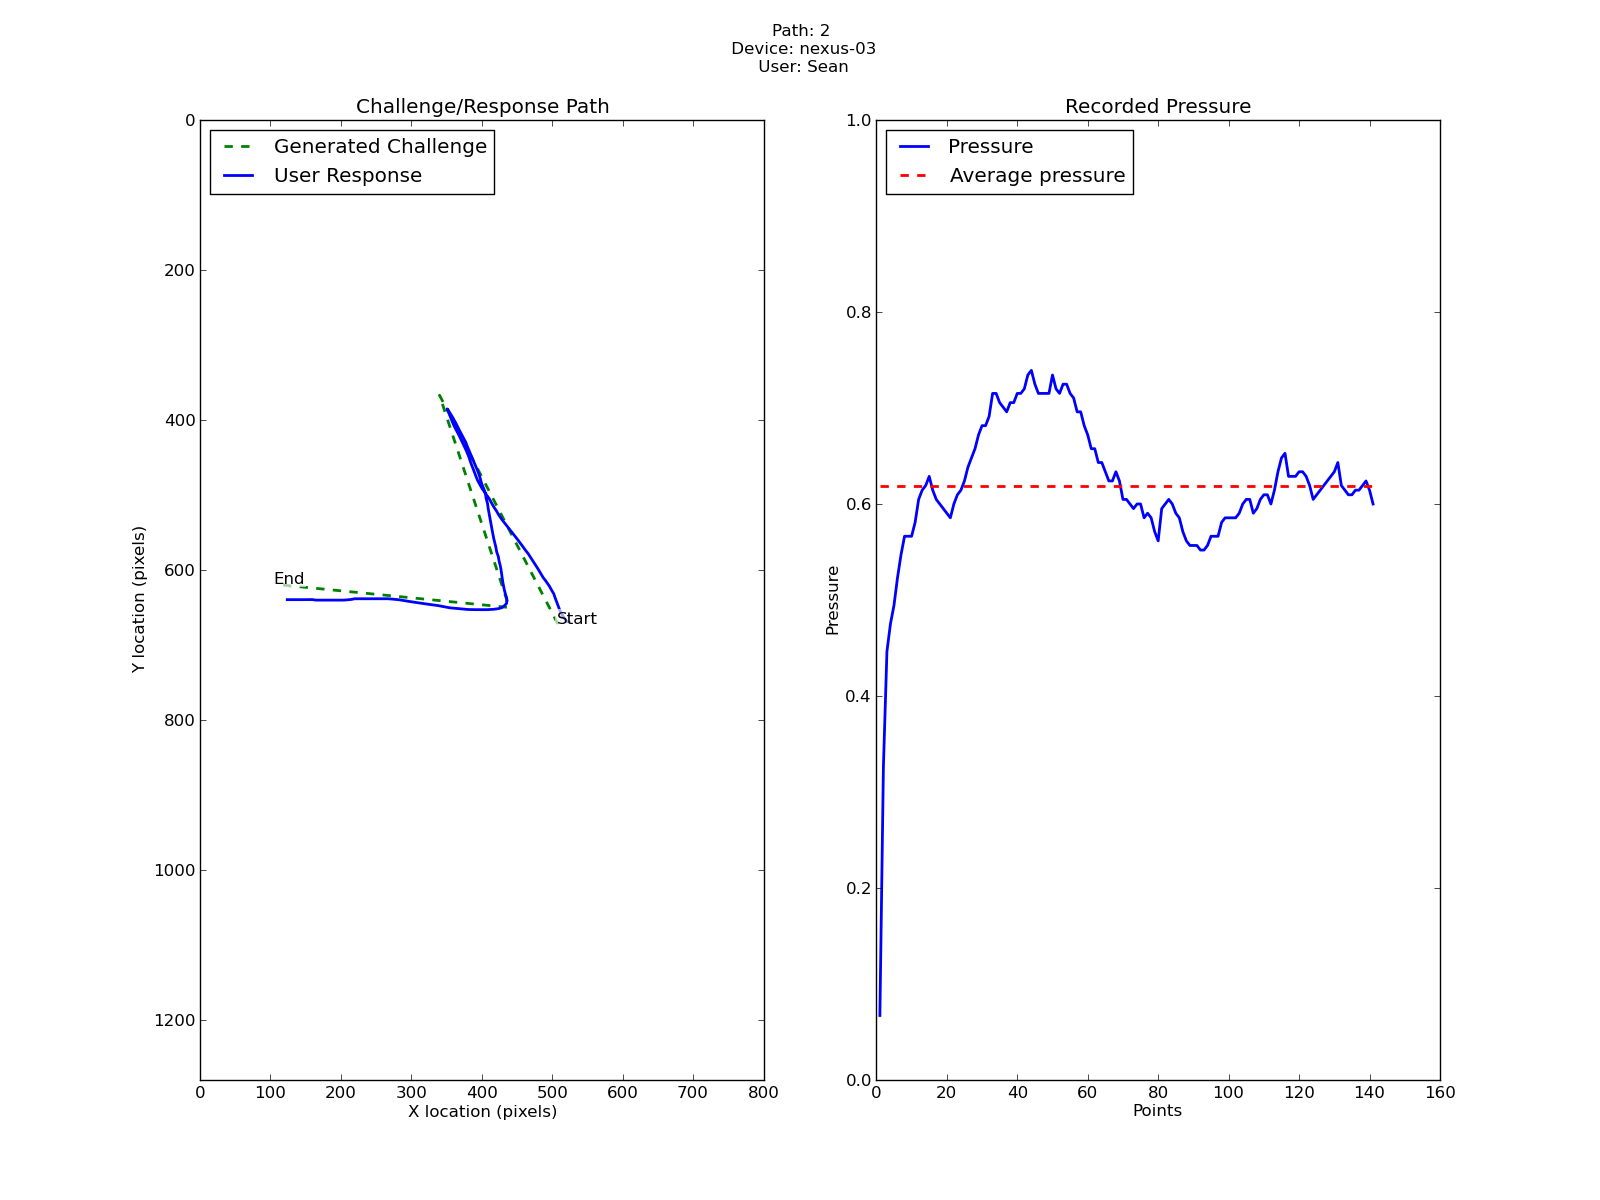 Path: 2
Device: nexus-03
User: Sean
Challenge/Response Path
Generated Challenge
User Response
0
200
400
600
800
1000
1200
Y location (pixels)
End
Start
0 100 200 300 400 500 600 700 800
X location (pixels)
Recorded Pressure
Pressure
Average pressure
1.0
0.8
0.6
0.4
0.2
0.0
Pressure
0 20 40 60 80 100 120 140 160
Points